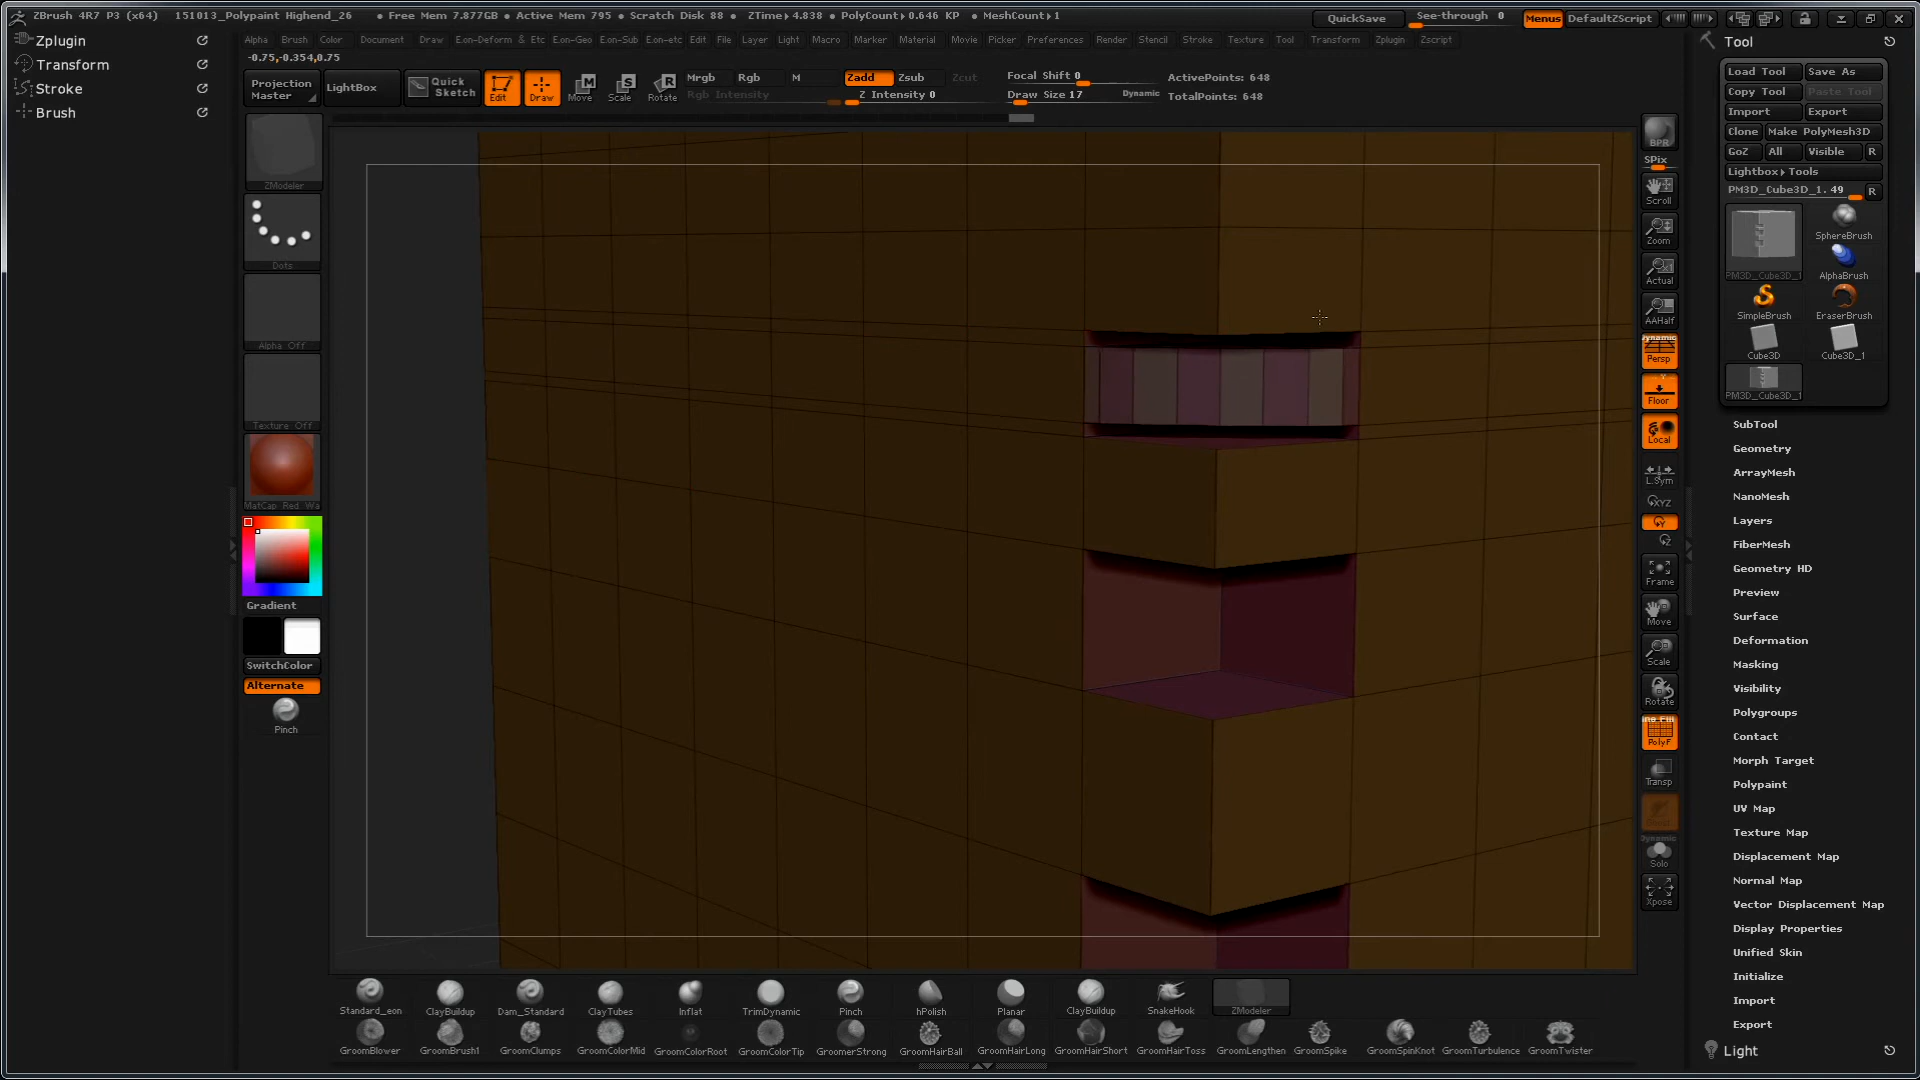 ZBrush 4R7 P3 (x64) 151013_Polypaint Highend_26 • Free Mem 7.877GB • Active Mem 795 • Scratch Disk 88 • ZTime▸4.838 • PolyCount▸0.646 KP • MeshCount▸1 QuickSave See-through 0 Menus DefaultZScript
Zplugin
Transform
Stroke
Brush
Alpha Brush Color Document Draw E.on-Deform & Etc E.on-Geo E.on-Sub E.on-etc Edit File Layer Light Macro Marker Material Movie Picker Preferences Render Stencil Stroke Texture Tool Transform Zplugin Zscript
-0.75,-0.354,0.75
Projection Master
LightBox
Quick Sketch
Edit
Draw
Move
Scale
Rotate
Mrgb Rgb M Zadd Zsub Zcut
Rgb Intensity Z Intensity 0
Focal Shift 0
Draw Size 17 Dynamic
ActivePoints: 648
TotalPoints: 648
ZModeler
Dots
Alpha Off
Texture Off
MatCap Red Wa
Gradient
SwitchColor
Alternate
Pinch
BPR
SPix
Scroll
Zoom
Actual
AAHalf
Dynamic
Persp
Floor
Local
L.Sym
XYZ
Y
Z
Frame
Move
Scale
Rotate
PolyF
Transp
Dynamic
Solo
Xpose
Tool
Load Tool Save As
Copy Tool Paste Tool
Import Export
Clone Make PolyMesh3D
GoZ All Visible R
Lightbox▸Tools
PM3D_Cube3D_1. 49 R
PM3D_Cube3D_1
SphereBrush
AlphaBrush
SimpleBrush
EraserBrush
Cube3D
Cube3D_1
PM3D_Cube3D_1
SubTool
Geometry
ArrayMesh
NanoMesh
Layers
FiberMesh
Geometry HD
Preview
Surface
Deformation
Masking
Visibility
Polygroups
Contact
Morph Target
Polypaint
UV Map
Texture Map
Displacement Map
Normal Map
Vector Displacement Map
Display Properties
Unified Skin
Initialize
Import
Export
Light
Standard_eon ClayBuildup Dam_Standard ClayTubes Inflat TrimDynamic Pinch hPolish Planar ClayBuildup SnakeHook ZModeler
GroomBlower GroomBrush1 GroomClumps GroomColorMid GroomColorRoot GroomColorTip GroomerStrong GroomHairBall GroomHairLong GroomHairShort GroomHairToss GroomLengthen GroomSpike GroomSpinKnot GroomTurbulence GroomTwister